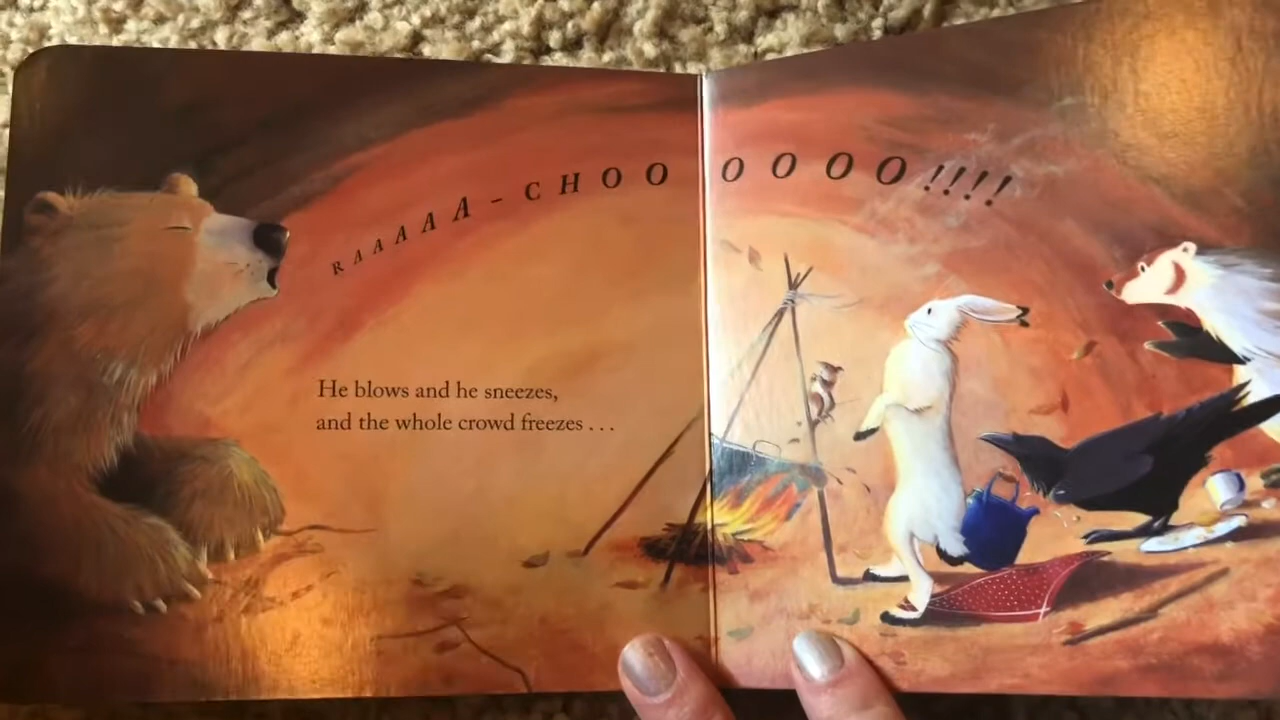 RAAAAA-CHOO OOOO!!!!
He blows and he sneezes,
and the whole crowd freezes . . .